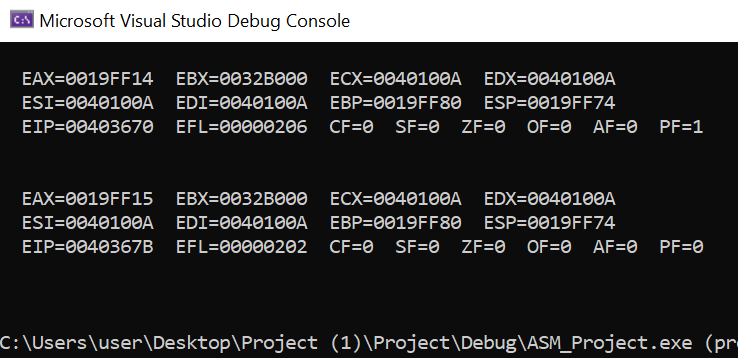 C:\ Microsoft Visual Studio Debug Console
EAX=0019FF14 EBX=0032B000 ECX=0040100A EDX=0040100A
ESI=0040100A EDI=0040100A EBP=0019FF80 ESP=0019FF74
EIP=00403670 EFL=00000206 CF=0 SF=0 ZF=0 OF=0 AF=0 PF=1
EAX=0019FF15 EBX=0032B000 ECX=0040100A EDX=0040100A
ESI=0040100A EDI=0040100A EBP=0019FF80 ESP=0019FF74
EIP=0040367B EFL=00000202 CF=0 SF=0 ZF=0 OF=0 AF=0 PF=0
C:\Users\user\Desktop\Project (1)\Project\Debug\ASM_Project.exe (pr